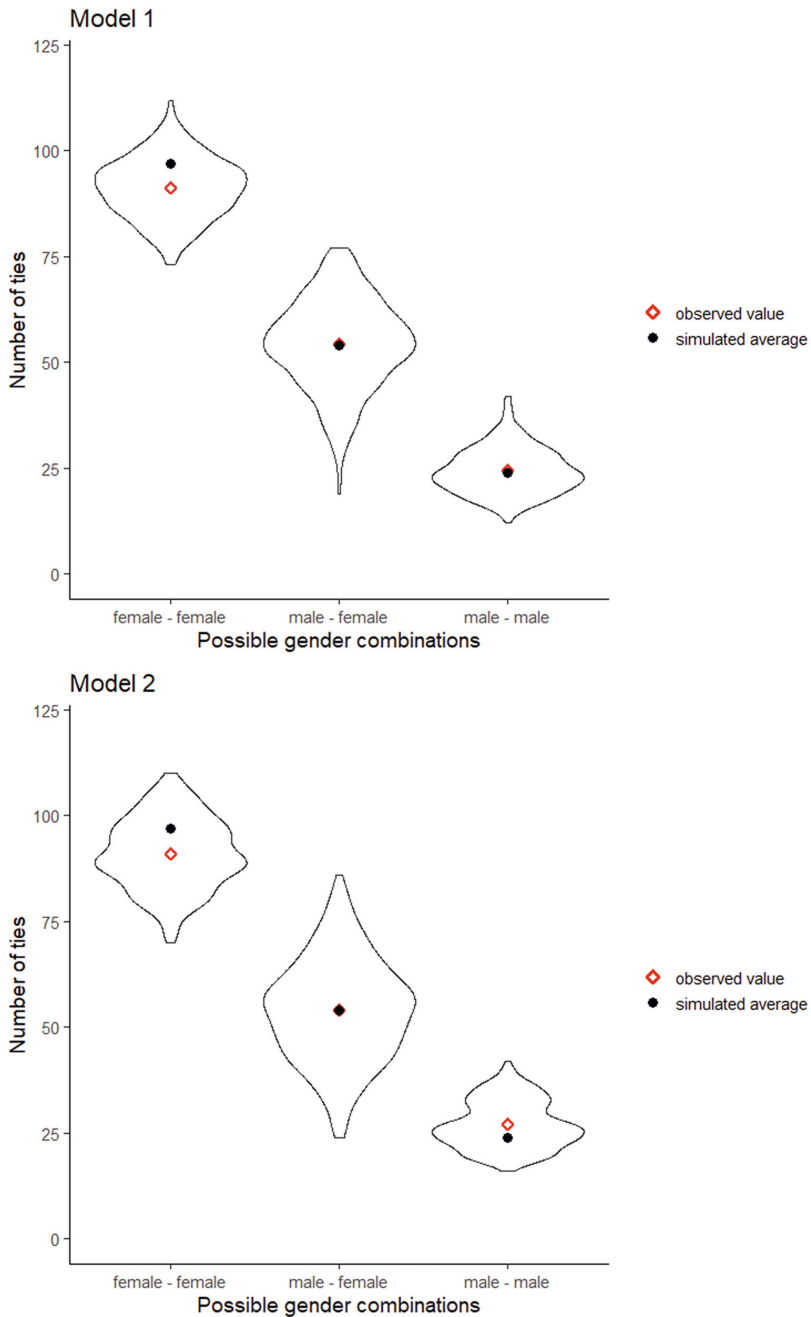 Model 1
125
100
75
50
25
0
Number of ties
female - female
male - female
male - male
Possible gender combinations
observed value
simulated average
Model 2
125
100
75
50
25
0
Number of ties
female - female
male - female
male - male
Possible gender combinations
observed value
simulated average